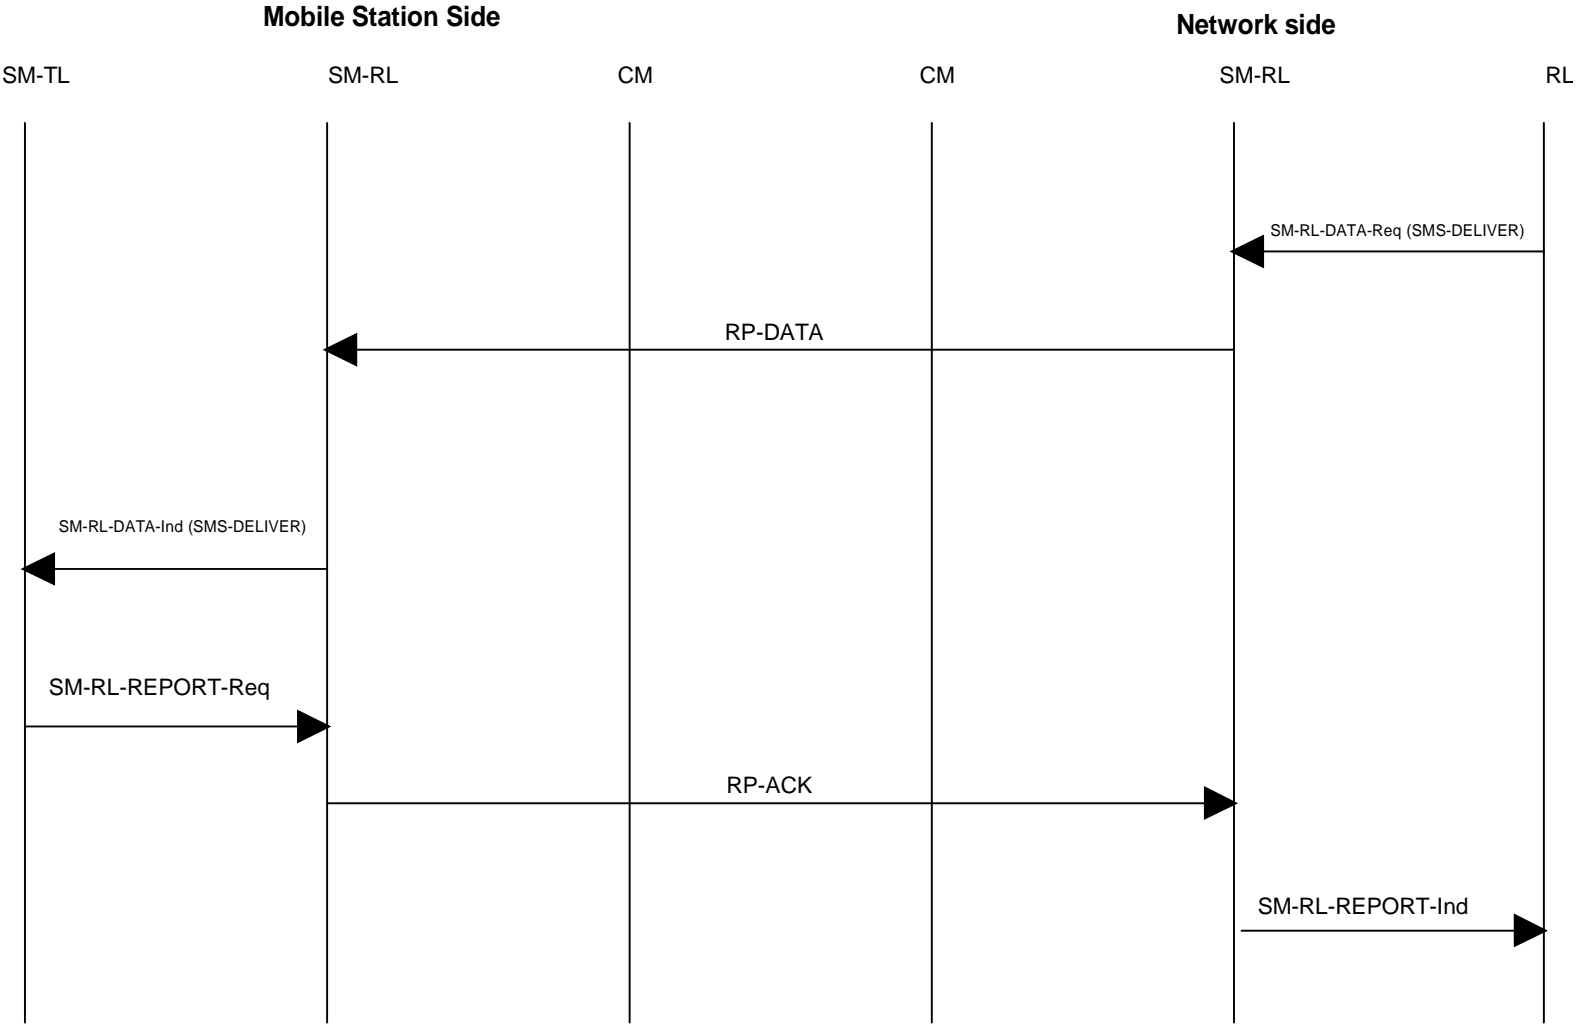 Mobile Station Side
Network side
SM-TL
SM-RL
CM
CM
SM-RL
RL
SM-RL-DATA-Req (SMS-DELIVER)
RP-DATA
SM-RL-DATA-Ind (SMS-DELIVER)
SM-RL-REPORT-Req
RP-ACK
SM-RL-REPORT-Ind